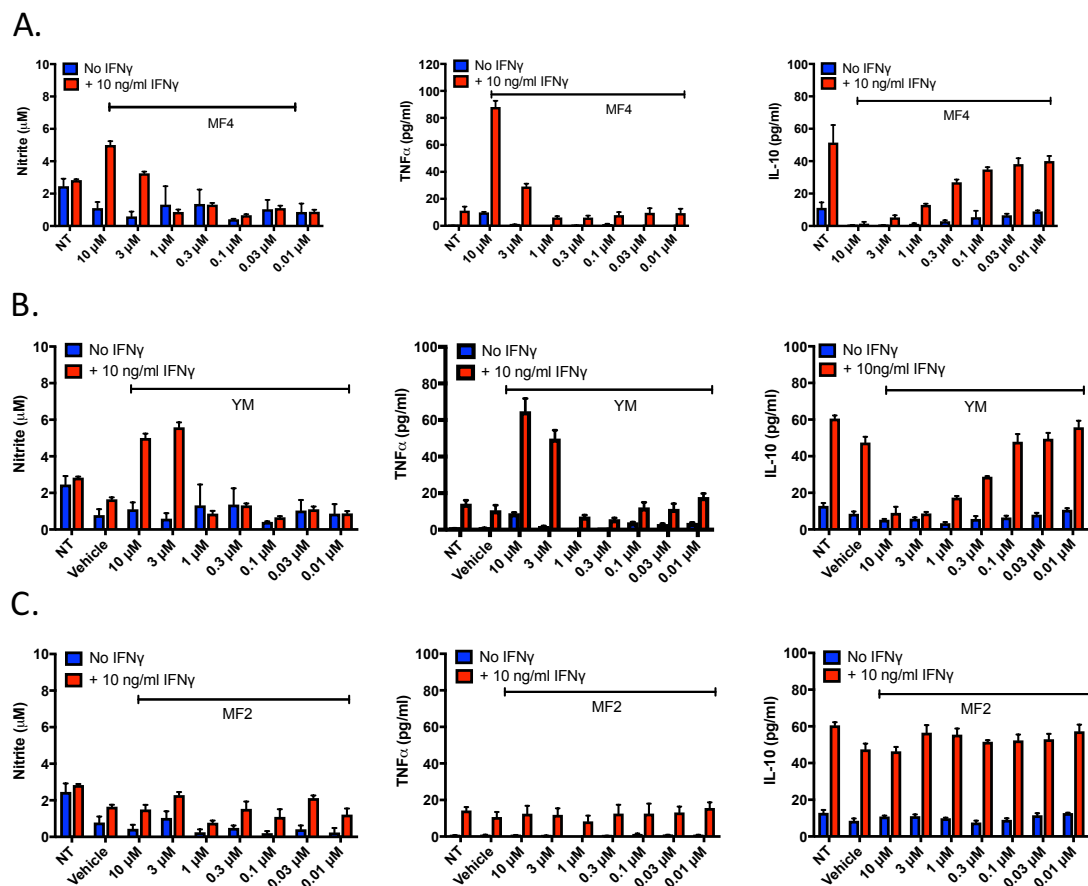 A.
Nitrite (μM)
10
8
6
4
2
0
No IFNγ
+ 10 ng/ml IFNγ
MF4
NT
10 μM
3 μM
1 μM
0.3 μM
0.1 μM
0.03 μM
0.01 μM
TNFα (pg/ml)
120
100
80
60
40
20
0
No IFNγ
+ 10 ng/ml IFNγ
MF4
NT
10 μM
3 μM
1 μM
0.3 μM
0.1 μM
0.03 μM
0.01 μM
IL-10 (pg/ml)
100
80
60
40
20
0
No IFNγ
+ 10 ng/ml IFNγ
MF4
NT
10 μM
3 μM
1 μM
0.3 μM
0.1 μM
0.03 μM
0.01 μM
B.
Nitrite (μM)
10
8
6
4
2
0
No IFNγ
+ 10 ng/ml IFNγ
YM
NT
Vehicle
10 μM
3 μM
1 μM
0.3 μM
0.1 μM
0.03 μM
0.01 μM
TNFα (pg/ml)
100
80
60
40
20
0
No IFNγ
+ 10 ng/ml IFNγ
YM
NT
Vehicle
10 μM
3 μM
1 μM
0.3 μM
0.1 μM
0.03 μM
0.01 μM
IL-10 (pg/ml)
100
80
60
40
20
0
No IFNγ
+ 10ng/ml IFNγ
YM
NT
Vehicle
10 μM
3 μM
1 μM
0.3 μM
0.1 μM
0.03 μM
0.01 μM
C.
Nitrite (μM)
10
8
6
4
2
0
No IFNγ
+ 10 ng/ml IFNγ
MF2
NT
Vehicle
10 μM
3 μM
1 μM
0.3 μM
0.1 μM
0.03 μM
0.01 μM
TNFα (pg/ml)
100
80
60
40
20
0
No IFNγ
+ 10 ng/ml IFNγ
MF2
NT
Vehicle
10 μM
3 μM
1 μM
0.3 μM
0.1 μM
0.03 μM
0.01 μM
IL-10 (pg/ml)
100
80
60
40
20
0
No IFNγ
+ 10 ng/ml IFNγ
MF2
NT
Vehicle
10 μM
3 μM
1 μM
0.3 μM
0.1 μM
0.03 μM
0.01 μM